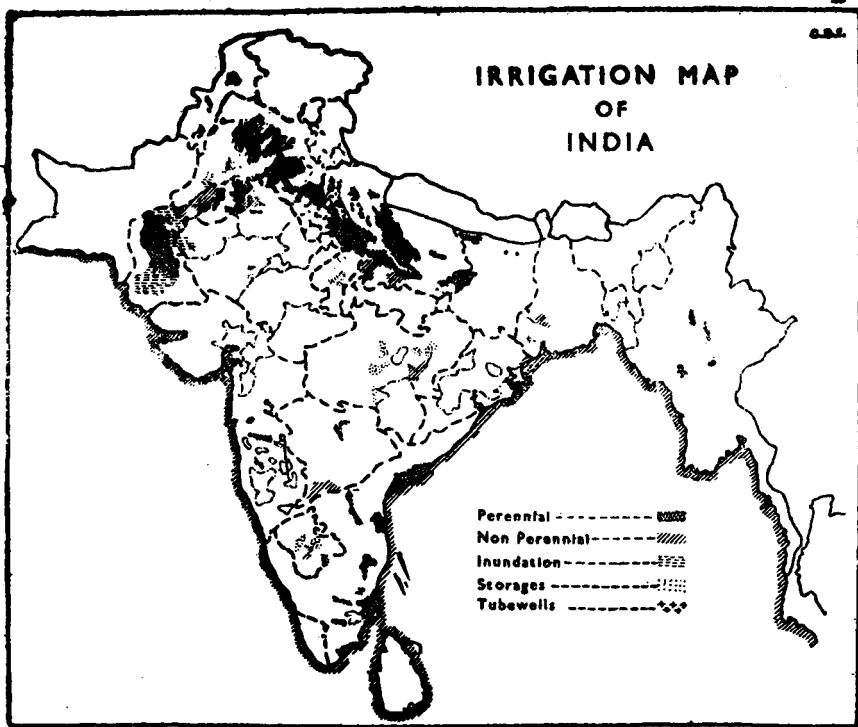 IRRIGATION MAP
OF
INDIA
Perennial
Non Perennial
Inundation
Storages
Tubewells